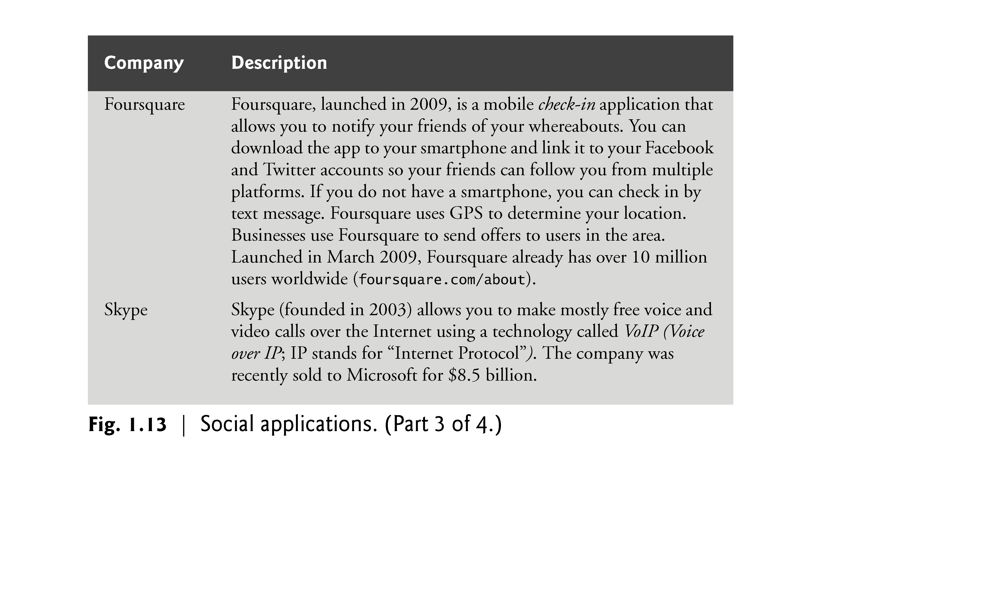 Company Description
Foursquare Foursquare, launched in 2009, is a mobile check-in application that
allows you to notify your friends of your whereabouts. You can
download the app to your smartphone and link it to your Facebook
and Twitter accounts so your friends can follow you from multiple
platforms. If you do not have a smartphone, you can check in by
text message. Foursquare uses GPS to determine your location.
Businesses use Foursquare to send offers to users in the area.
Launched in March 2009, Foursquare already has over 10 million
users worldwide (foursquare.com/about).
Skype Skype (founded in 2003) allows you to make mostly free voice and
video calls over the Internet using a technology called VoIP (Voice
over IP; IP stands for “Internet Protocol”). The company was
recently sold to Microsoft for $8.5 billion.
Fig. 1.13 | Social applications. (Part 3 of 4.)